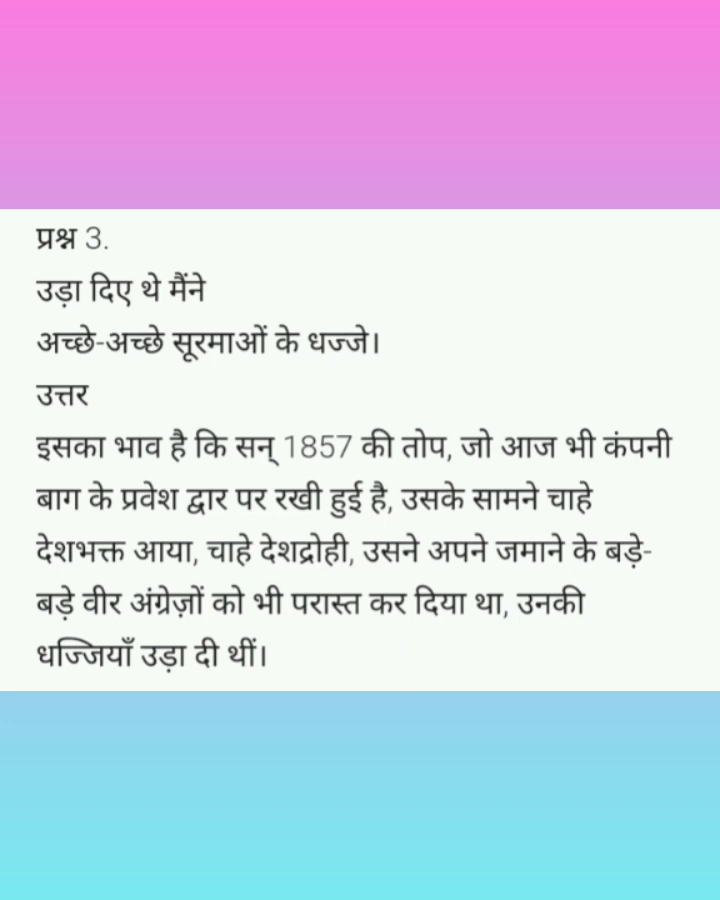 प्रश्न 3.
उड़ा दिए थे मैंने
अच्छे-अच्छे सूरमाओं के धज्जे।
उत्तर
इसका भाव है कि सन् 1857 की तोप, जो आज भी कंपनी
बाग के प्रवेश द्वार पर रखी हुई है, उसके सामने चाहे
देशभक्त आया, चाहे देशद्रोही, उसने अपने जमाने के बड़े-
बड़े वीर अंग्रेज़ों को भी परास्त कर दिया था, उनकी
धज्जियाँ उड़ा दी थीं।